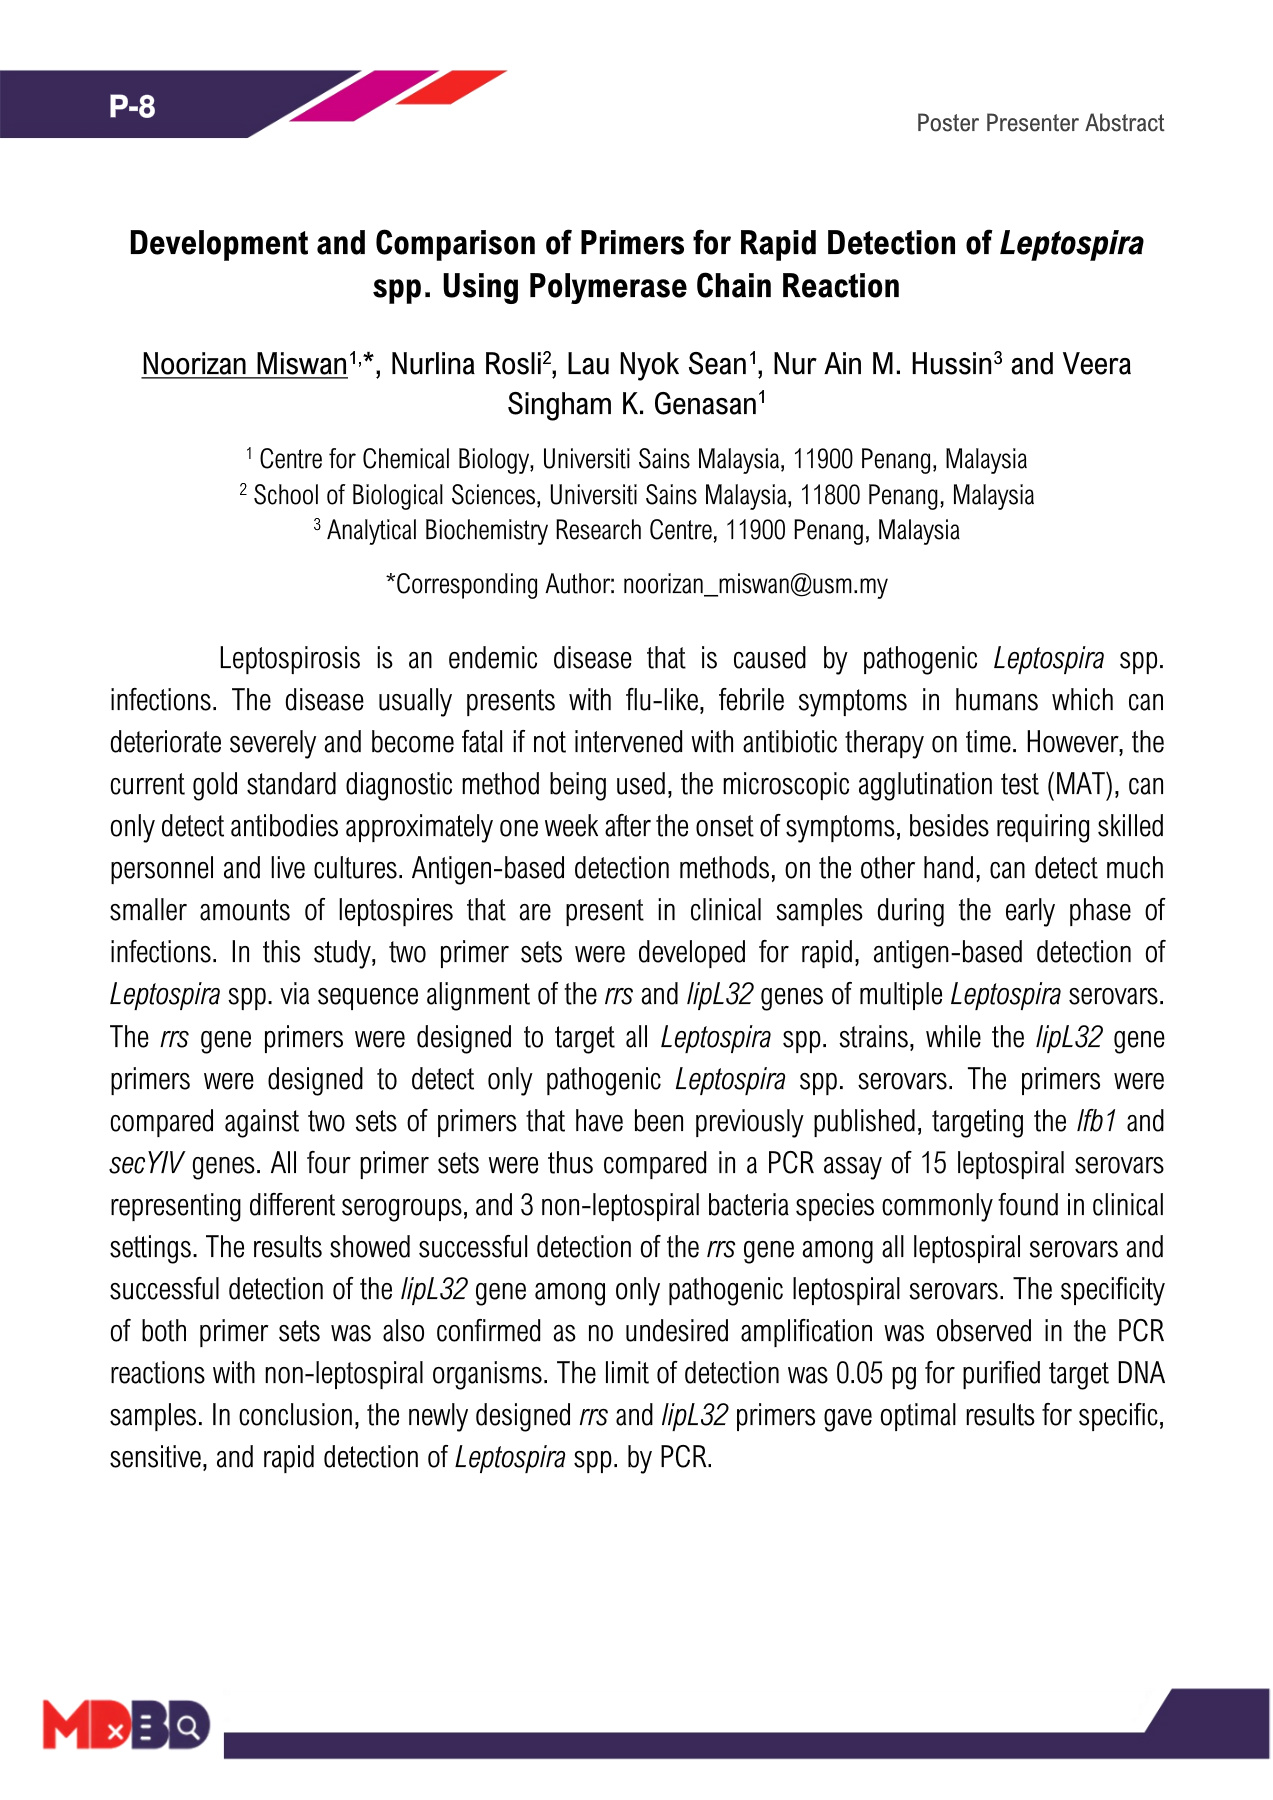 P-8
Poster Presenter Abstract
Development and Comparison of Primers for Rapid Detection of Leptospira
spp. Using Polymerase Chain Reaction
Noorizan Miswan1,*, Nurlina Rosli2, Lau Nyok Sean1, Nur Ain M. Hussin3 and Veera
Singham K. Genasan1
1 Centre for Chemical Biology, Universiti Sains Malaysia, 11900 Penang, Malaysia
2 School of Biological Sciences, Universiti Sains Malaysia, 11800 Penang, Malaysia
3 Analytical Biochemistry Research Centre, 11900 Penang, Malaysia
*Corresponding Author: noorizan_miswan@usm.my
Leptospirosis is an endemic disease that is caused by pathogenic Leptospira spp.
infections. The disease usually presents with flu-like, febrile symptoms in humans which can
deteriorate severely and become fatal if not intervened with antibiotic therapy on time. However, the
current gold standard diagnostic method being used, the microscopic agglutination test (MAT), can
only detect antibodies approximately one week after the onset of symptoms, besides requiring skilled
personnel and live cultures. Antigen-based detection methods, on the other hand, can detect much
smaller amounts of leptospires that are present in clinical samples during the early phase of
infections. In this study, two primer sets were developed for rapid, antigen-based detection of
Leptospira spp. via sequence alignment of the rrs and lipL32 genes of multiple Leptospira serovars.
The rrs gene primers were designed to target all Leptospira spp. strains, while the lipL32 gene
primers were designed to detect only pathogenic Leptospira spp. serovars. The primers were
compared against two sets of primers that have been previously published, targeting the lfb1 and
secYIV genes. All four primer sets were thus compared in a PCR assay of 15 leptospiral serovars
representing different serogroups, and 3 non-leptospiral bacteria species commonly found in clinical
settings. The results showed successful detection of the rrs gene among all leptospiral serovars and
successful detection of the lipL32 gene among only pathogenic leptospiral serovars. The specificity
of both primer sets was also confirmed as no undesired amplification was observed in the PCR
reactions with non-leptospiral organisms. The limit of detection was 0.05 pg for purified target DNA
samples. In conclusion, the newly designed rrs and lipL32 primers gave optimal results for specific,
sensitive, and rapid detection of Leptospira spp. by PCR.
MDxBD